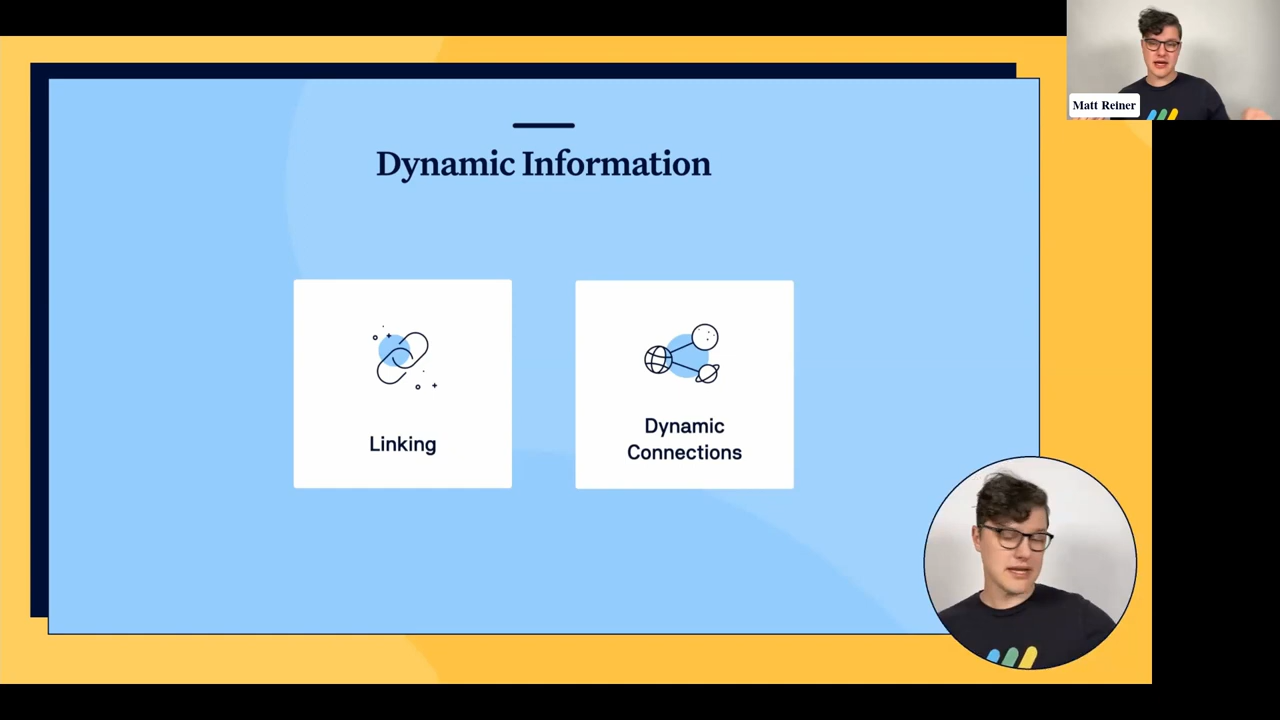 Matt Reiner
Dynamic Information
Linking
Dynamic
Connections